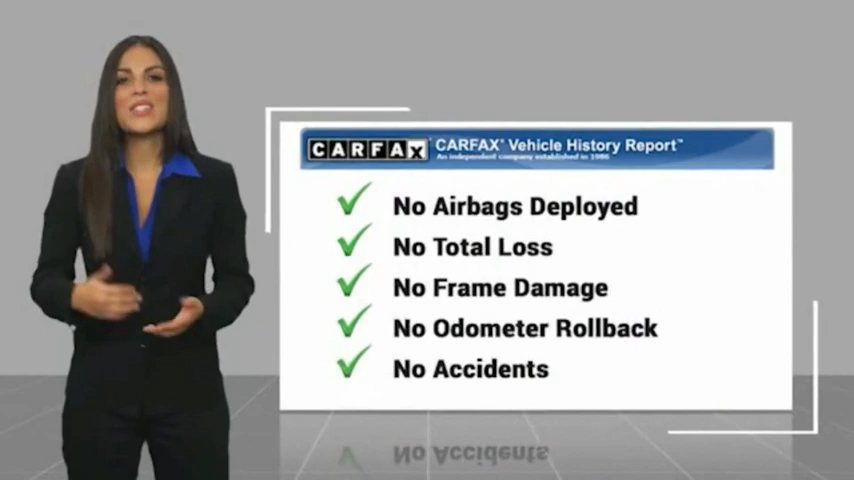 CARFAX CARFAX® Vehicle History Report™
An independent company established in 1986
No Airbags Deployed
No Total Loss
No Frame Damage
No Odometer Rollback
No Accidents
No Accidents